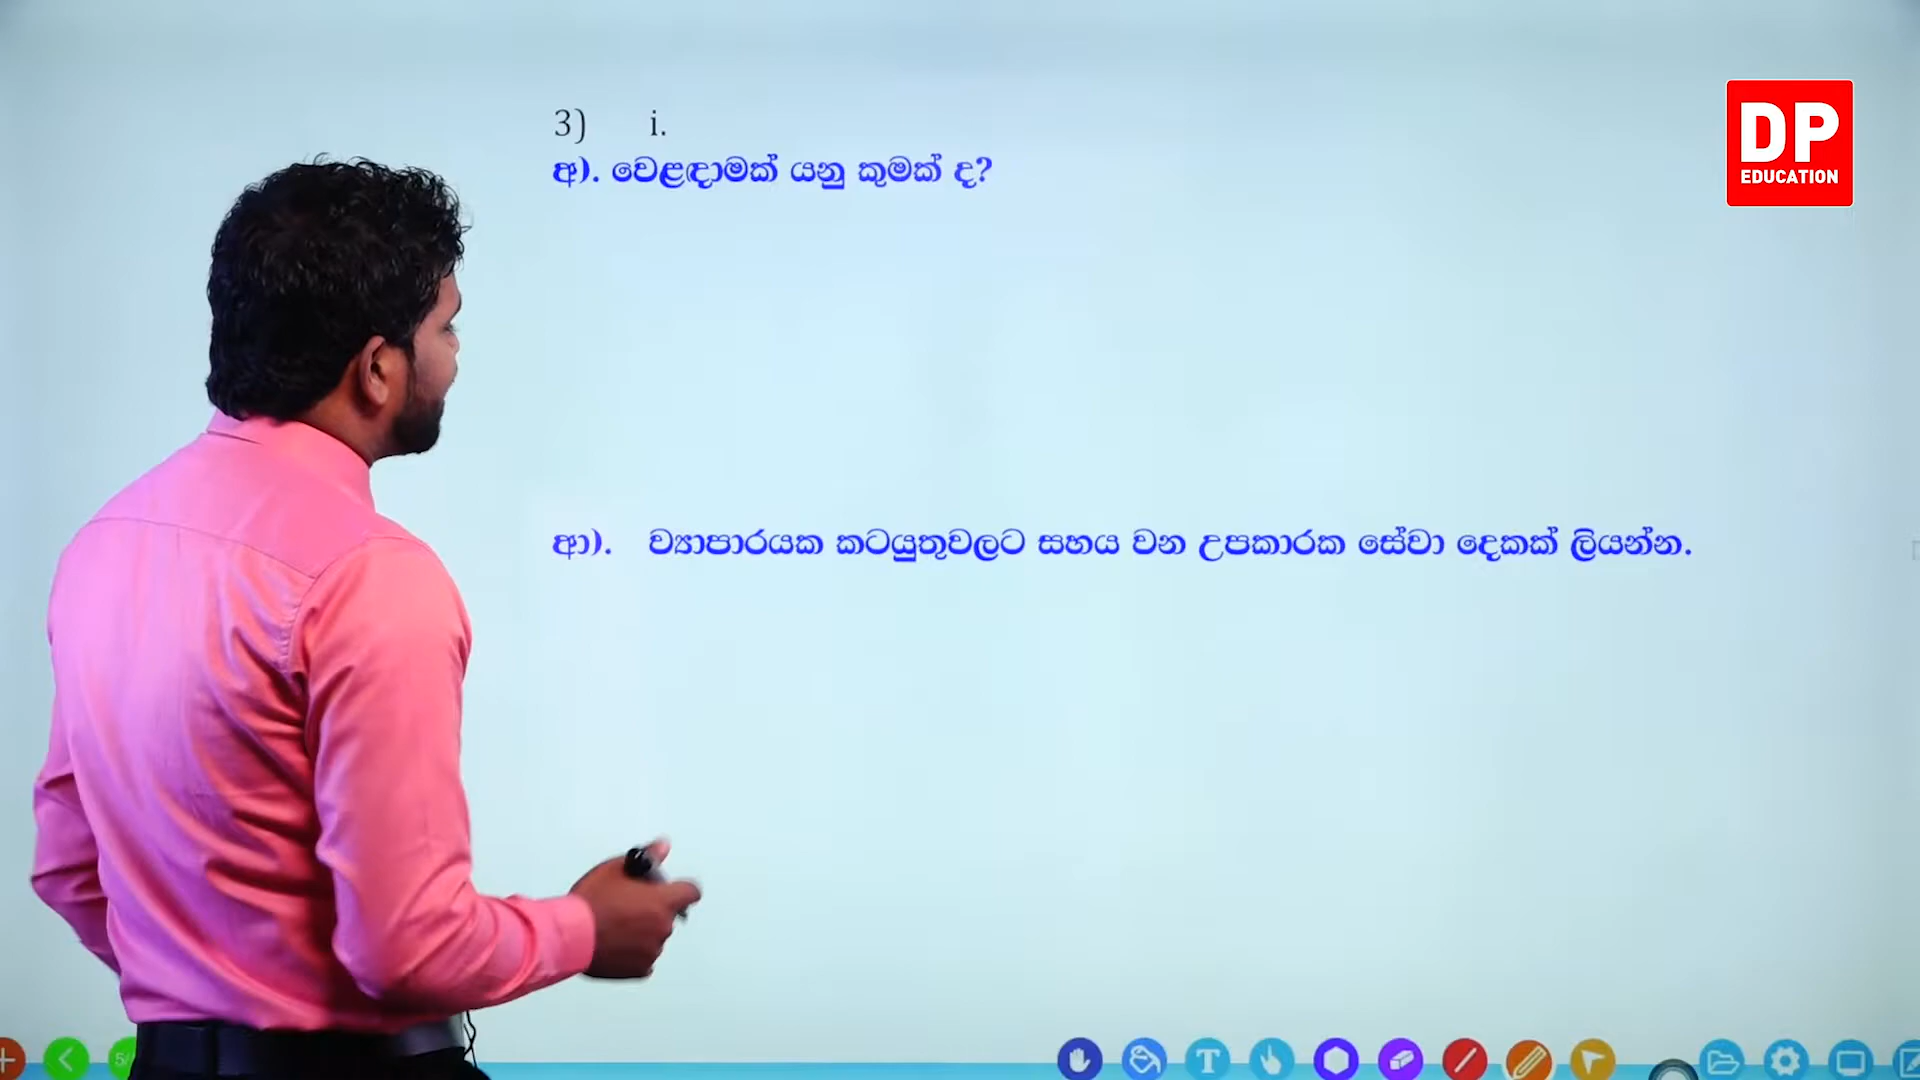 3) i.
අ). වෙළඳාමක් යනු කුමක් ද?
DP
EDUCATION
ආ). ව්‍යාපාරයක කටයුතුවලට සහය වන උපකාරක සේවා දෙකක් ලියන්න.
T